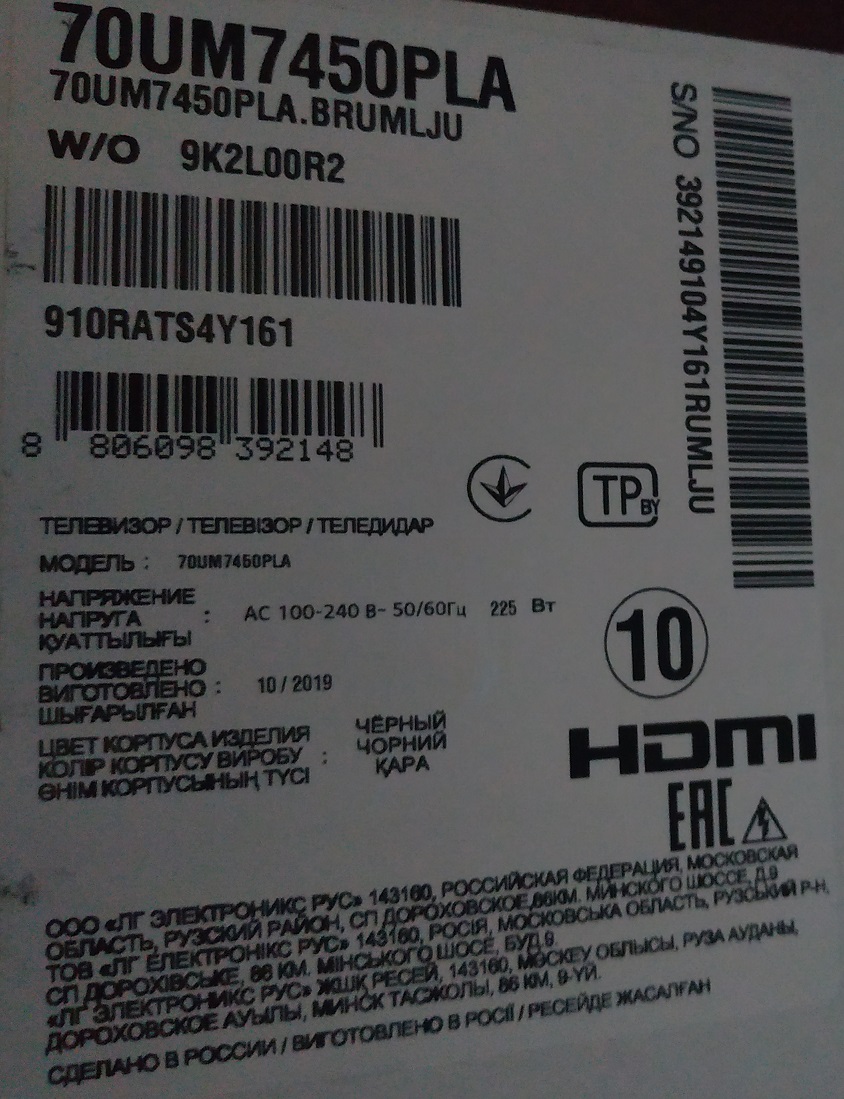 70UM7450PLA
70UM7450PLA.BRUMLJU
W/O 9K2L00R2
910RATS4Y161
8 806098 392148
S/NO 392149104Y161RUMLJU
TP BY
ТЕЛЕВИЗОР / ТЕЛЕВІЗОР / ТЕЛЕДИДАР
МОДЕЛЬ : 70UM7450PLA
НАПРЯЖЕНИЕ
НАПРУГА : AC 100-240 В~ 50/60Гц 225 Вт
ҚУАТТЫЛЫҒЫ
10
ПРОИЗВЕДЕНО
ВИГОТОВЛЕНО : 10 / 2019
ШЫҒАРЫЛҒАН
ЦВЕТ КОРПУСА ИЗДЕЛИЯ ЧЁРНЫЙ
КОЛІР КОРПУСУ ВИРОБУ : ЧОРНИЙ
ӨНІМ КОРПУСЫНЫҢ ТҮСІ ҚАРА
HDMI
EAC
ООО «ЛГ ЭЛЕКТРОНИКС РУС» 143160, РОССИЙСКАЯ ФЕДЕРАЦИЯ, МОСКОВСКАЯ
ОБЛАСТЬ, РУЗСКИЙ РАЙОН, СП ДОРОХОВСКОЕ,86КМ. МИНСКОГО ШОССЕ, Д.9
ТОВ «ЛГ ЕЛЕКТРОНІКС РУС» 143160, РОСІЯ, МОСКОВСЬКА ОБЛАСТЬ, РУЗСЬКИЙ Р-Н,
СП ДОРОХІВСЬКЕ, 86 КМ. МІНСЬКОГО ШОСЕ, БУД.9.
«ЛГ ЭЛЕКТРОНИКС РУС» ЖШҚ РЕСЕЙ, 143160, МӘСКЕУ ОБЛЫСЫ, РУЗА АУДАНЫ,
ДОРОХОВСКОЕ АУЫЛЫ, МИНСК ТАСЖОЛЫ, 86 КМ, 9-ҮЙ.
СДЕЛАНО В РОССИИ / ВИГОТОВЛЕНО В РОСІЇ / РЕСЕЙДЕ ЖАСАЛҒАН